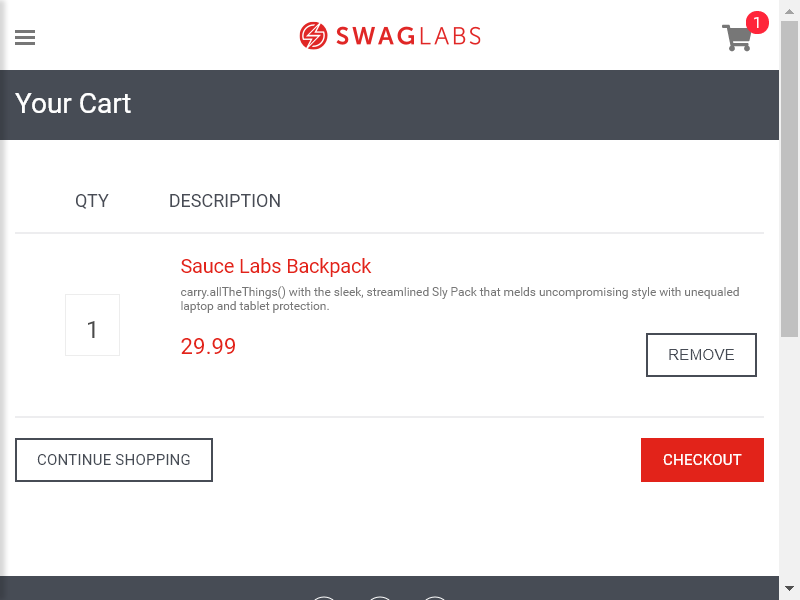 SWAGLABS
1
Your Cart
QTY DESCRIPTION
Sauce Labs Backpack
carry.allTheThings() with the sleek, streamlined Sly Pack that melds uncompromising style with unequaled
laptop and tablet protection.
1
29.99
REMOVE
CONTINUE SHOPPING
CHECKOUT